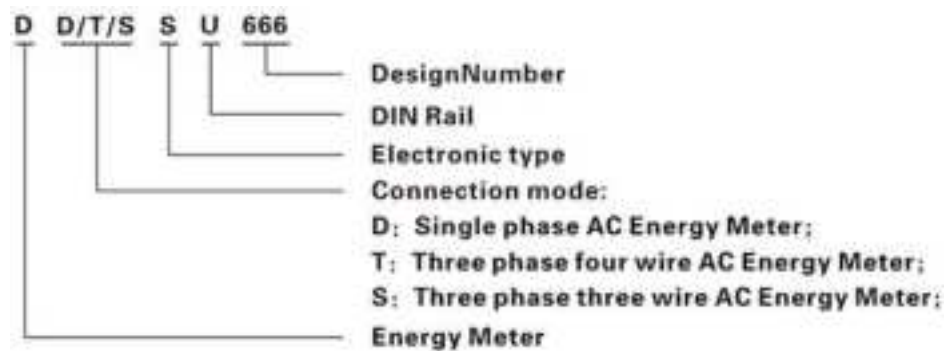 D D/T/S S U 666
DesignNumber
DIN Rail
Electronic type
Connection mode:
D: Single phase AC Energy Meter;
T: Three phase four wire AC Energy Meter;
S: Three phase three wire AC Energy Meter;
Energy Meter